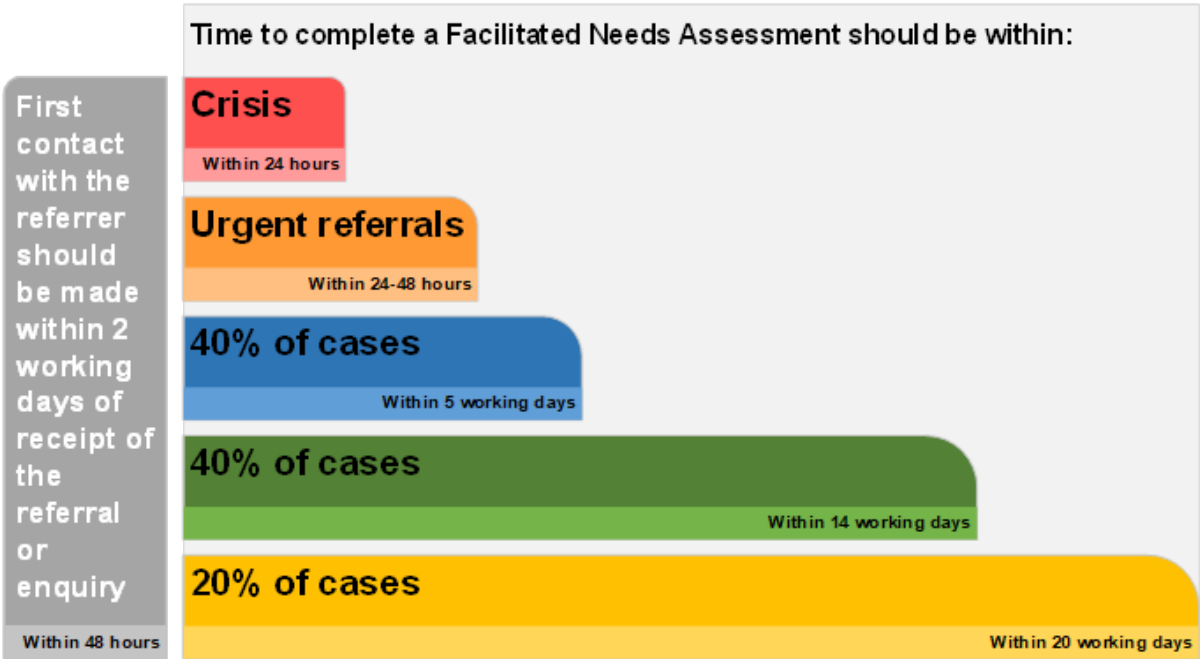 Time to complete a Facilitated Needs Assessment should be within:
First
contact
with the
referrer
should
be made
within 2
working
days of
receipt of
the
referral
or
enquiry
Within 48 hours
Crisis
Within 24 hours
Urgent referrals
Within 24-48 hours
40% of cases
Within 5 working days
40% of cases
Within 14 working days
20% of cases
Within 20 working days